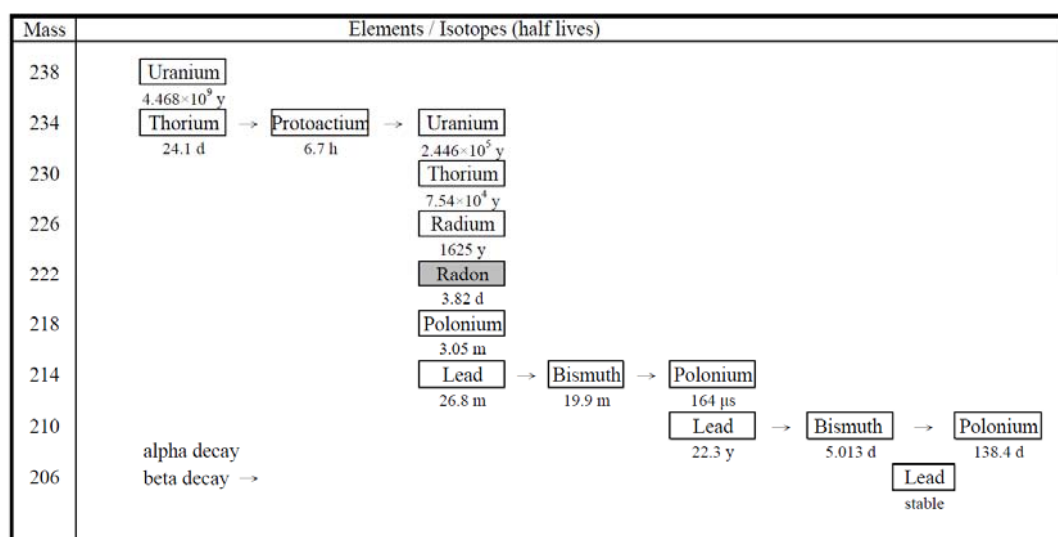 Mass Elements / Isotopes (half lives)
238 Uranium
4.468×10⁹ y
234 Thorium → Protoactium → Uranium
24.1 d 6.7 h 2.446×10⁵ y
230 Thorium
7.54×10⁴ y
226 Radium
1625 y
222 Radon
3.82 d
218 Polonium
3.05 m
214 Lead → Bismuth → Polonium
26.8 m 19.9 m 164 μs
210 Lead → Bismuth → Polonium
alpha decay 22.3 y 5.013 d 138.4 d
206 beta decay → Lead
stable